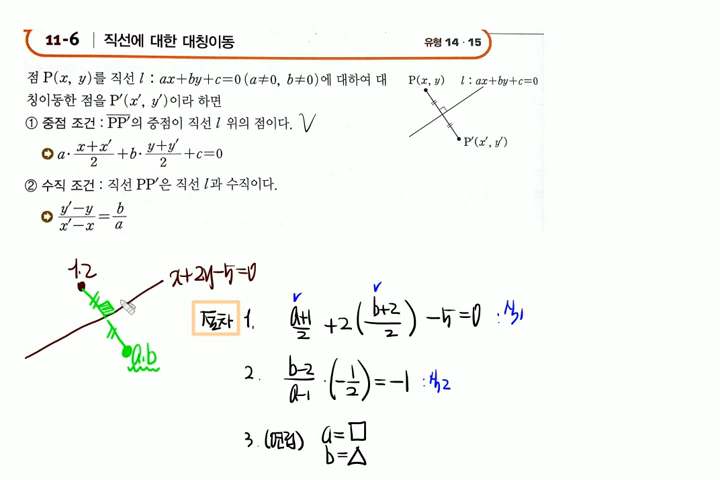 11-6 직선에 대한 대칭이동 유형 14·15
점 P(x, y)를 직선 l : ax+by+c=0 (a≠0, b≠0)에 대하여 대
칭이동한 점을 P′(x′, y′)이라 하면
① 중점 조건 : PP′의 중점이 직선 l 위의 점이다. V
a·(x+x′)/2+b·(y+y′)/2+c=0
② 수직 조건 : 직선 PP′은 직선 l과 수직이다.
(y′−y)/(x′−x)=b/a
P(x, y) l : ax+by+c=0
P′(x′, y′)
1.2
x+2y−5=0
a.b
1. (a+1)/2 +2((b+2)/2) −5=0 :식1
2. (b−2)/(a−1)·(−1/2)=−1 :식2
3. (연립) a=□
b=△